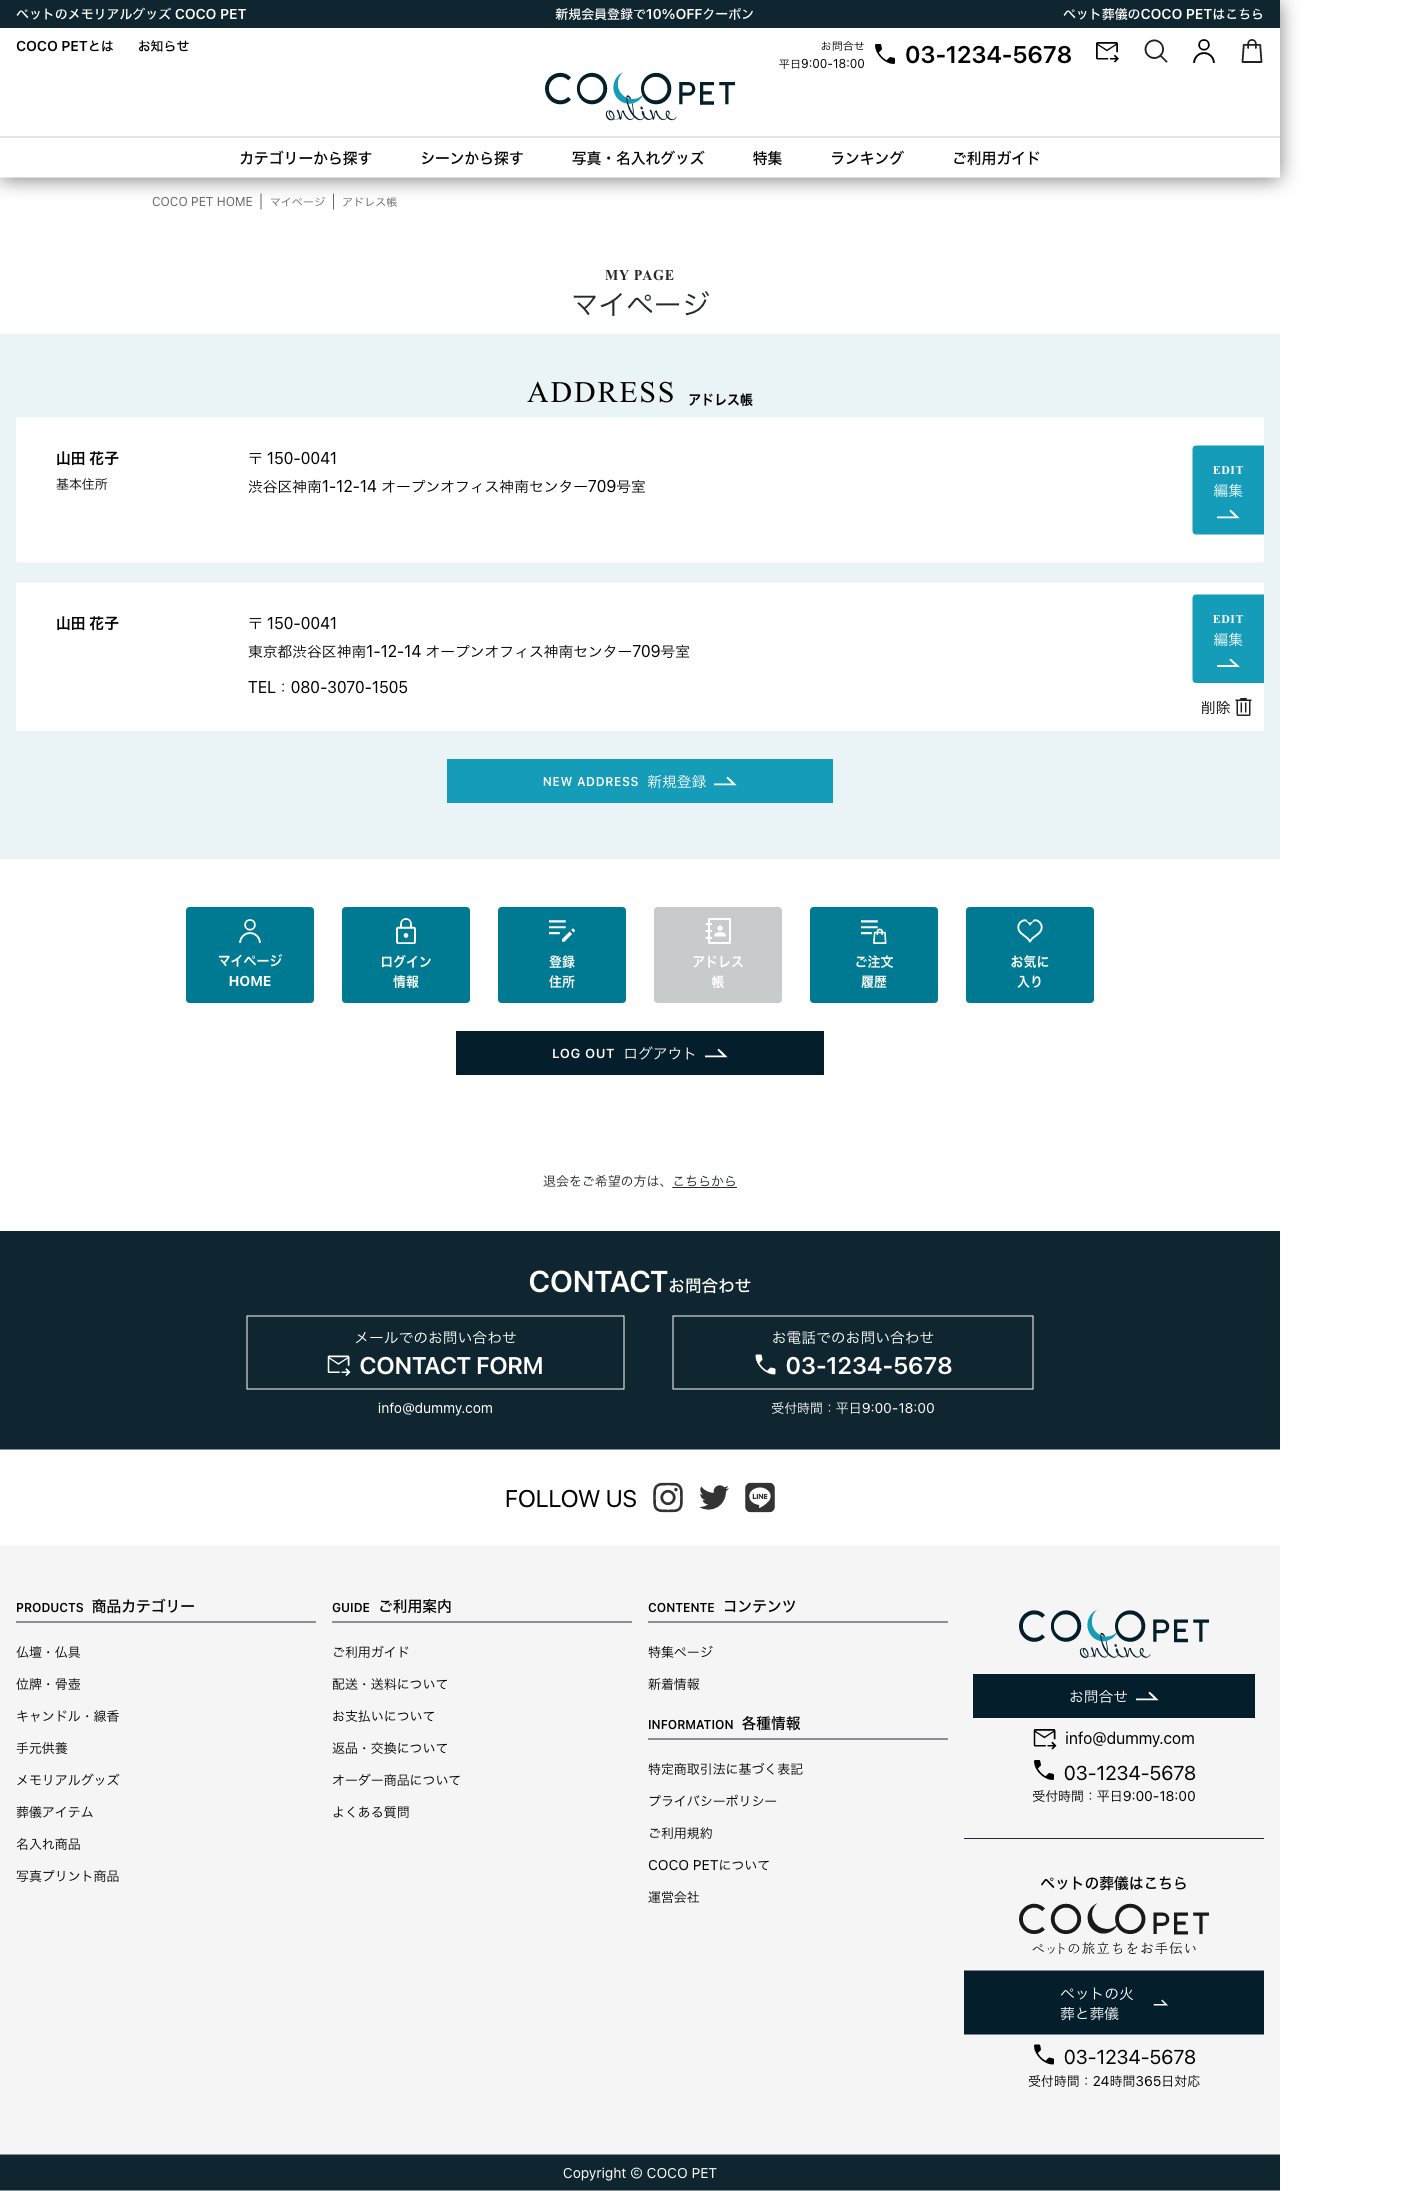 ペットのメモリアルグッズ COCO PET
新規会員登録で10%OFFクーポン
ペット葬儀のCOCO PETはこちら
COCO PETとは
お知らせ
お問合せ
平日9:00-18:00
03-1234-5678
COCO PET
online
カテゴリーから探す
シーンから探す
写真・名入れグッズ
特集
ランキング
ご利用ガイド
COCO PET HOME
マイページ
アドレス帳
MY PAGE
マイページ
ADDRESS アドレス帳
山田 花子
基本住所
〒 150-0041
渋谷区神南1-12-14 オープンオフィス神南センター709号室
EDIT
編集
山田 花子
〒 150-0041
東京都渋谷区神南1-12-14 オープンオフィス神南センター709号室
TEL：080-3070-1505
EDIT
編集
削除
NEW ADDRESS 新規登録
マイページ
HOME
ログイン
情報
登録
住所
アドレス
帳
ご注文
履歴
お気に
入り
LOG OUT ログアウト
退会をご希望の方は、こちらから
CONTACTお問合わせ
メールでのお問い合わせ
CONTACT FORM
info@dummy.com
お電話でのお問い合わせ
03-1234-5678
受付時間：平日9:00-18:00
FOLLOW US
LINE
PRODUCTS 商品カテゴリー
仏壇・仏具
位牌・骨壺
キャンドル・線香
手元供養
メモリアルグッズ
葬儀アイテム
名入れ商品
写真プリント商品
GUIDE ご利用案内
ご利用ガイド
配送・送料について
お支払いについて
返品・交換について
オーダー商品について
よくある質問
CONTENTE コンテンツ
特集ページ
新着情報
INFORMATION 各種情報
特定商取引法に基づく表記
プライバシーポリシー
ご利用規約
COCO PETについて
運営会社
COCO PET
online
お問合せ
info@dummy.com
03-1234-5678
受付時間：平日9:00-18:00
ペットの葬儀はこちら
COCO PET
ペットの旅立ちをお手伝い
ペットの火
葬と葬儀
03-1234-5678
受付時間：24時間365日対応
Copyright © COCO PET